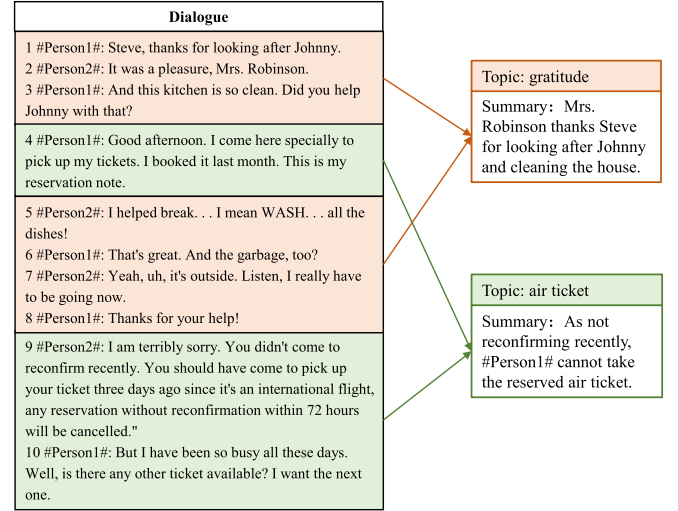 Dialogue
1 #Person1#: Steve, thanks for looking after Johnny.
2 #Person2#: It was a pleasure, Mrs. Robinson.
3 #Person1#: And this kitchen is so clean. Did you help
Johnny with that?
4 #Person1#: Good afternoon. I come here specially to
pick up my tickets. I booked it last month. This is my
reservation note.
5 #Person2#: I helped break. . . I mean WASH. . . all the
dishes!
6 #Person1#: That's great. And the garbage, too?
7 #Person2#: Yeah, uh, it's outside. Listen, I really have
to be going now.
8 #Person1#: Thanks for your help!
9 #Person2#: I am terribly sorry. You didn't come to
reconfirm recently. You should have come to pick up
your ticket three days ago since it's an international flight,
any reservation without reconfirmation within 72 hours
will be cancelled."
10 #Person1#: But I have been so busy all these days.
Well, is there any other ticket available? I want the next
one.
Topic: gratitude
Summary：Mrs.
Robinson thanks Steve
for looking after Johnny
and cleaning the house.
Topic: air ticket
Summary：As not
reconfirming recently,
#Person1# cannot take
the reserved air ticket.